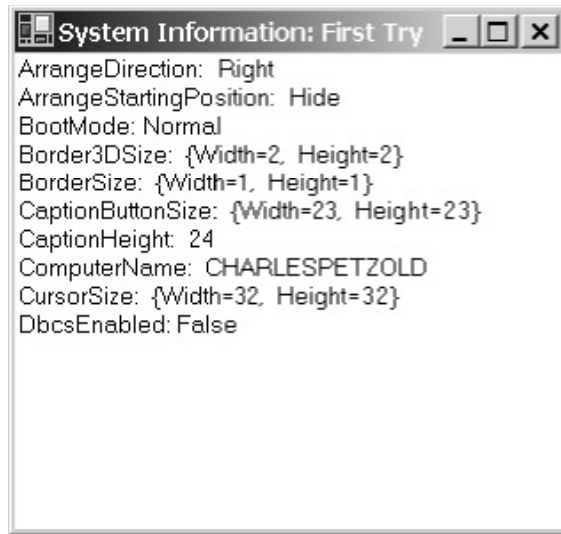 System Information: First Try
ArrangeDirection: Right
ArrangeStartingPosition: Hide
BootMode: Normal
Border3DSize: {Width=2, Height=2}
BorderSize: {Width=1, Height=1}
CaptionButtonSize: {Width=23, Height=23}
CaptionHeight: 24
ComputerName: CHARLESPETZOLD
CursorSize: {Width=32, Height=32}
DbcsEnabled: False